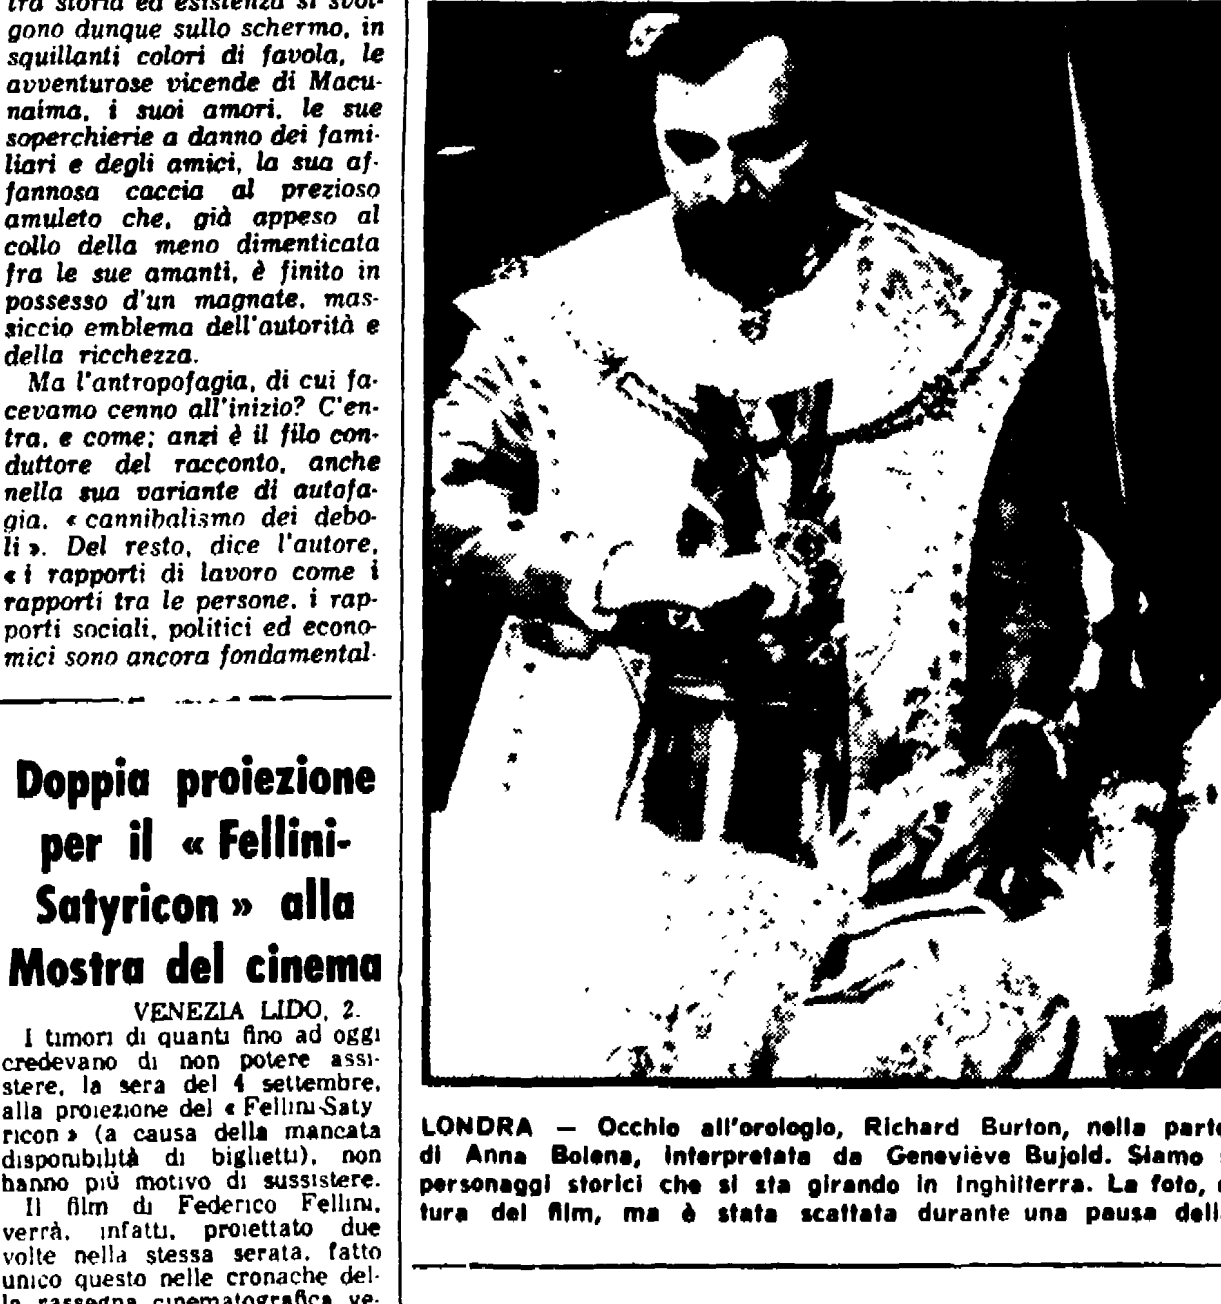 tra storia ed esistenza si svol-
gono dunque sullo schermo, in
squillanti colori di favola, le
avventurose vicende di Macu-
naima, i suoi amori, le sue
soperchierie a danno dei fami-
liari e degli amici, la sua af-
fannosa caccia al prezioso
amuleto che, già appeso al
collo della meno dimenticata
fra le sue amanti, è finito in
possesso d'un magnate, mas-
siccio emblema dell'autorità e
della ricchezza.
Ma l'antropofagia, di cui fa-
cevamo cenno all'inizio? C'en-
tra, e come; anzi è il filo con-
duttore del racconto, anche
nella sua variante di autofa-
gia, « cannibalismo dei debo-
li ». Del resto, dice l'autore,
« i rapporti di lavoro come i
rapporti tra le persone, i rap-
porti sociali, politici ed econo-
mici sono ancora fondamental-
Doppia proiezione
per il « Fellini-
Satyricon » alla
Mostra del cinema
VENEZIA LIDO, 2.
I timori di quanti fino ad oggi
credevano di non potere assi-
stere, la sera del 4 settembre,
alla proiezione del « Fellini-Saty
ricon » (a causa della mancata
disponibilità di biglietti), non
hanno più motivo di sussistere.
Il film di Federico Fellini,
verrà, infatti, proiettato due
volte nella stessa serata, fatto
unico questo nelle cronache del-
la rassegna cinematografica ve-
LONDRA — Occhio all'orologio, Richard Burton, nella parte
di Anna Bolena, interpretata da Geneviève Bujold. Siamo
personaggi storici che si sta girando in Inghilterra. La foto,
tura del film, ma è stata scattata durante una pausa dell